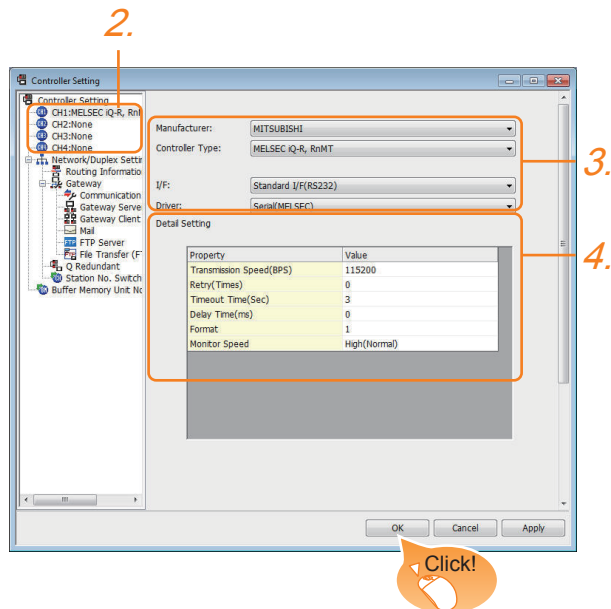 2.
Controller Setting
Controller Setting
CH1:MELSEC iQ-R, Rn
CH2:None
CH3:None
CH4:None
Network/Duplex Settin
Routing Informatio
Gateway
Communication
Gateway Serve
Gateway Client
Mail
FTP Server
File Transfer (F
Q Redundant
Station No. Switch
Buffer Memory Unit No
Manufacturer: MITSUBISHI
Controller Type: MELSEC iQ-R, RnMT
3.
I/F: Standard I/F(RS232)
Driver: Serial(MELSEC)
Detail Setting
4.
Property Value
Transmission Speed(BPS) 115200
Retry(Times) 0
Timeout Time(Sec) 3
Delay Time(ms) 0
Format 1
Monitor Speed High(Normal)
OK Cancel Apply
Click!